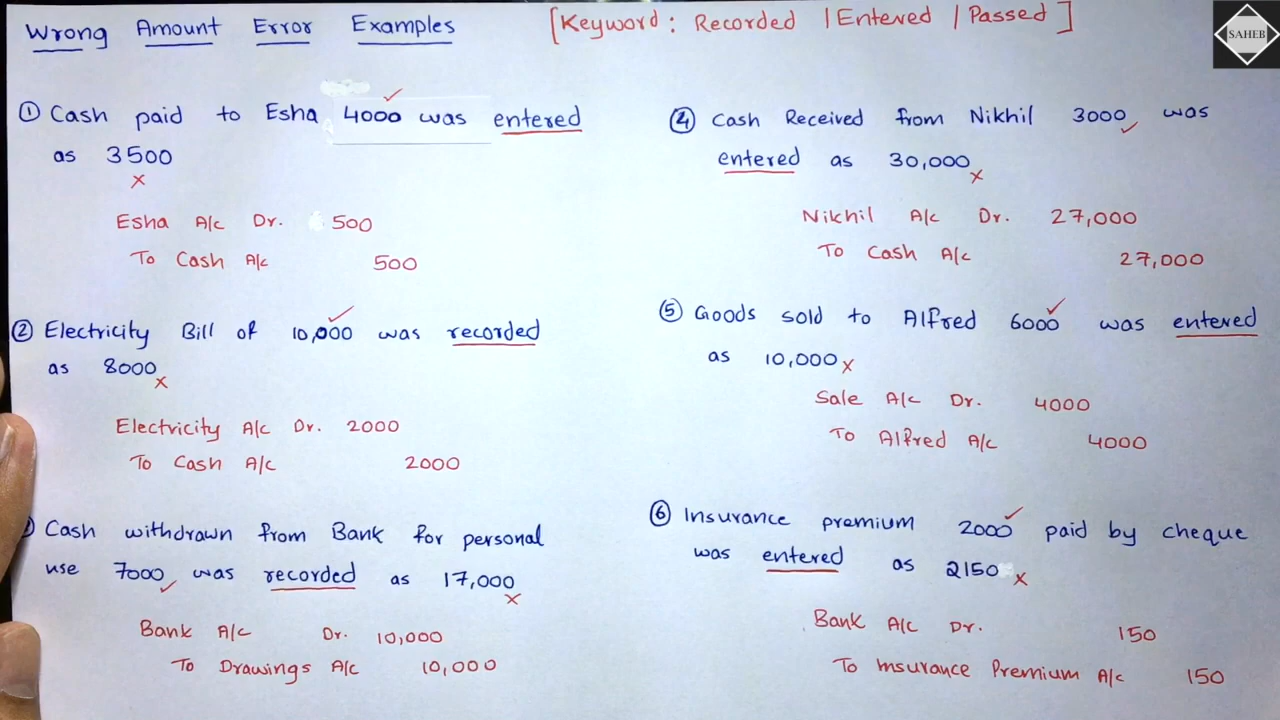 Wrong Amount Error Examples [Keyword : Recorded | Entered | Passed]
SAHEB
① Cash paid to Esha 4000 was entered
as 3500
Esha A/c Dr. 500
To Cash A/c 500
② Electricity Bill of 10,000 was recorded
as 8000
Electricity A/c Dr. 2000
To Cash A/c 2000
Cash withdrawn from Bank for personal
use 7000 was recorded as 17,000
Bank A/c Dr. 10,000
To Drawings A/c 10,000
④ Cash Received from Nikhil 3000 was
entered as 30,000
Nikhil A/c Dr. 27,000
To Cash A/c 27,000
⑤ Goods sold to Alfred 6000 was entered
as 10,000
Sale A/c Dr. 4000
To Alfred A/c 4000
⑥ Insurance premium 2000 paid by cheque
was entered as 2150
Bank A/c Dr. 150
To Insurance Premium A/c 150